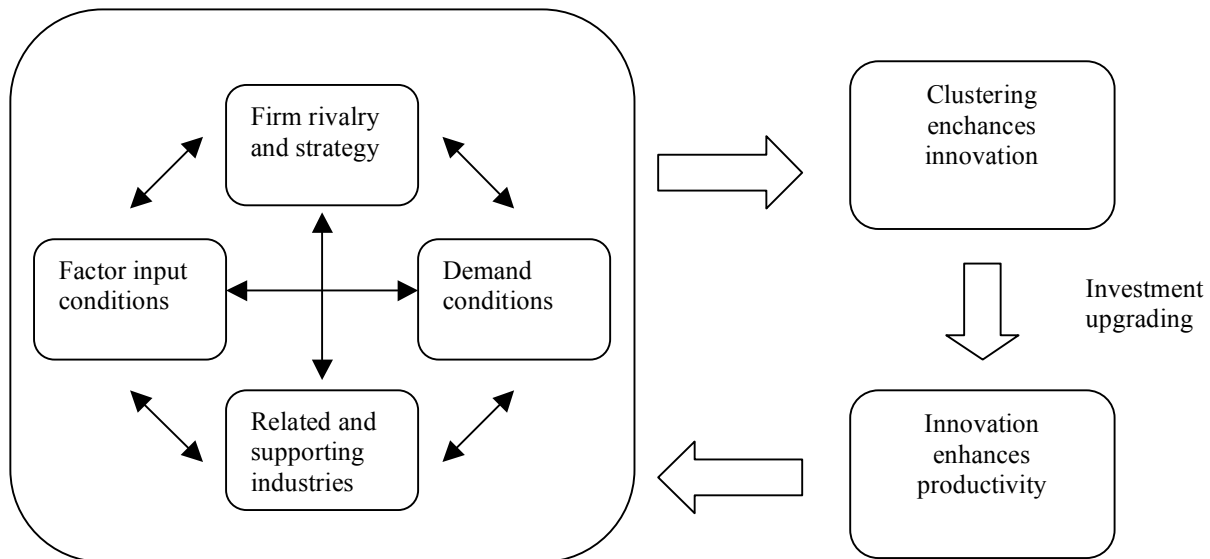 Firm rivalry
and strategy
Factor input
conditions
Demand
conditions
Related and
supporting
industries
Clustering
enchances
innovation
Investment
upgrading
Innovation
enhances
productivity